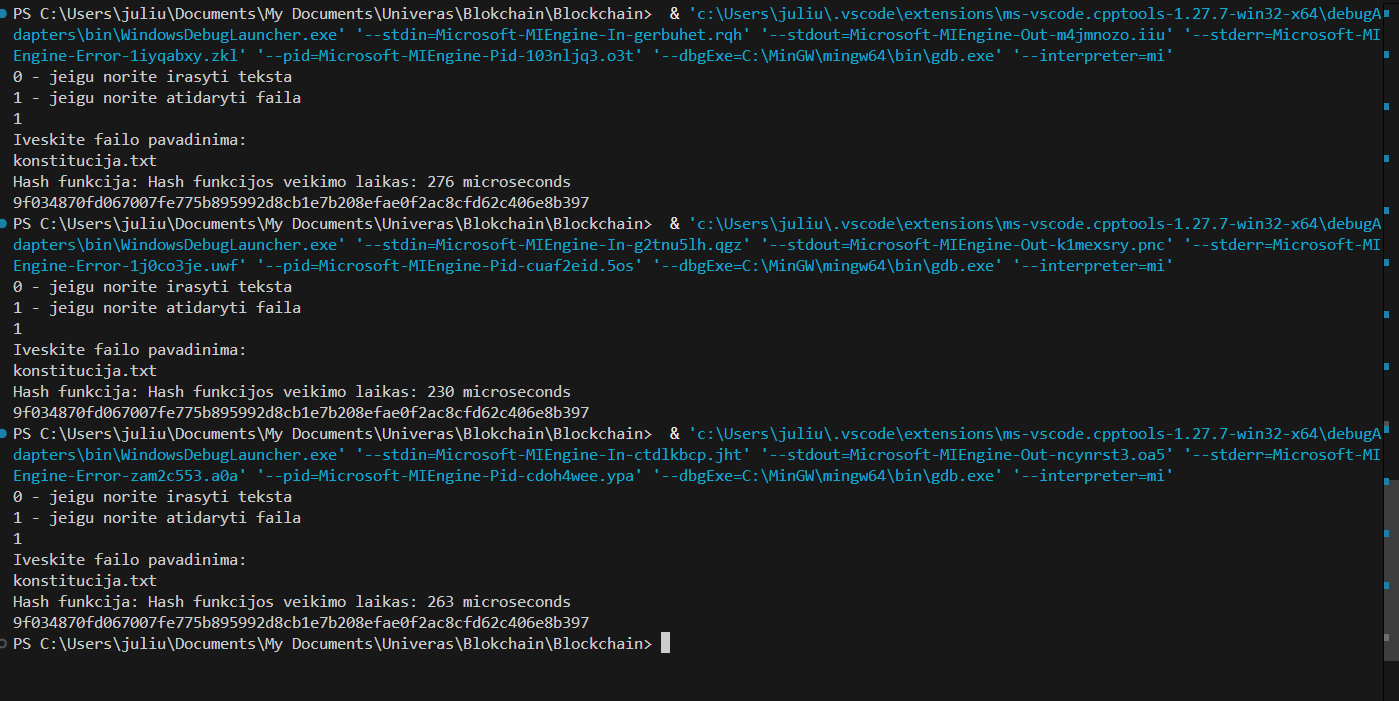 PS C:\Users\juliu\Documents\My Documents\Univeras\Blokchain\Blockchain>  & 'c:\Users\juliu\.vscode\extensions\ms-vscode.cpptools-1.27.7-win32-x64\debugA
dapters\bin\WindowsDebugLauncher.exe' '--stdin=Microsoft-MIEngine-In-gerbuhet.rqh' '--stdout=Microsoft-MIEngine-Out-m4jmnozo.iiu' '--stderr=Microsoft-MI
Engine-Error-1iyqabxy.zkl' '--pid=Microsoft-MIEngine-Pid-103nljq3.o3t' '--dbgExe=C:\MinGW\mingw64\bin\gdb.exe' '--interpreter=mi'
0 - jeigu norite irasyti teksta
1 - jeigu norite atidaryti faila
1
Iveskite failo pavadinima:
konstitucija.txt
Hash funkcija: Hash funkcijos veikimo laikas: 276 microseconds
9f034870fd067007fe775b895992d8cb1e7b208efae0f2ac8cfd62c406e8b397
PS C:\Users\juliu\Documents\My Documents\Univeras\Blokchain\Blockchain>  & 'c:\Users\juliu\.vscode\extensions\ms-vscode.cpptools-1.27.7-win32-x64\debugA
dapters\bin\WindowsDebugLauncher.exe' '--stdin=Microsoft-MIEngine-In-g2tnu5lh.qgz' '--stdout=Microsoft-MIEngine-Out-k1mexsry.pnc' '--stderr=Microsoft-MI
Engine-Error-1j0co3je.uwf' '--pid=Microsoft-MIEngine-Pid-cuaf2eid.5os' '--dbgExe=C:\MinGW\mingw64\bin\gdb.exe' '--interpreter=mi'
0 - jeigu norite irasyti teksta
1 - jeigu norite atidaryti faila
1
Iveskite failo pavadinima:
konstitucija.txt
Hash funkcija: Hash funkcijos veikimo laikas: 230 microseconds
9f034870fd067007fe775b895992d8cb1e7b208efae0f2ac8cfd62c406e8b397
PS C:\Users\juliu\Documents\My Documents\Univeras\Blokchain\Blockchain>  & 'c:\Users\juliu\.vscode\extensions\ms-vscode.cpptools-1.27.7-win32-x64\debugA
dapters\bin\WindowsDebugLauncher.exe' '--stdin=Microsoft-MIEngine-In-ctdlkbcp.jht' '--stdout=Microsoft-MIEngine-Out-ncynrst3.oa5' '--stderr=Microsoft-MI
Engine-Error-zam2c553.a0a' '--pid=Microsoft-MIEngine-Pid-cdoh4wee.ypa' '--dbgExe=C:\MinGW\mingw64\bin\gdb.exe' '--interpreter=mi'
0 - jeigu norite irasyti teksta
1 - jeigu norite atidaryti faila
1
Iveskite failo pavadinima:
konstitucija.txt
Hash funkcija: Hash funkcijos veikimo laikas: 263 microseconds
9f034870fd067007fe775b895992d8cb1e7b208efae0f2ac8cfd62c406e8b397
PS C:\Users\juliu\Documents\My Documents\Univeras\Blokchain\Blockchain>